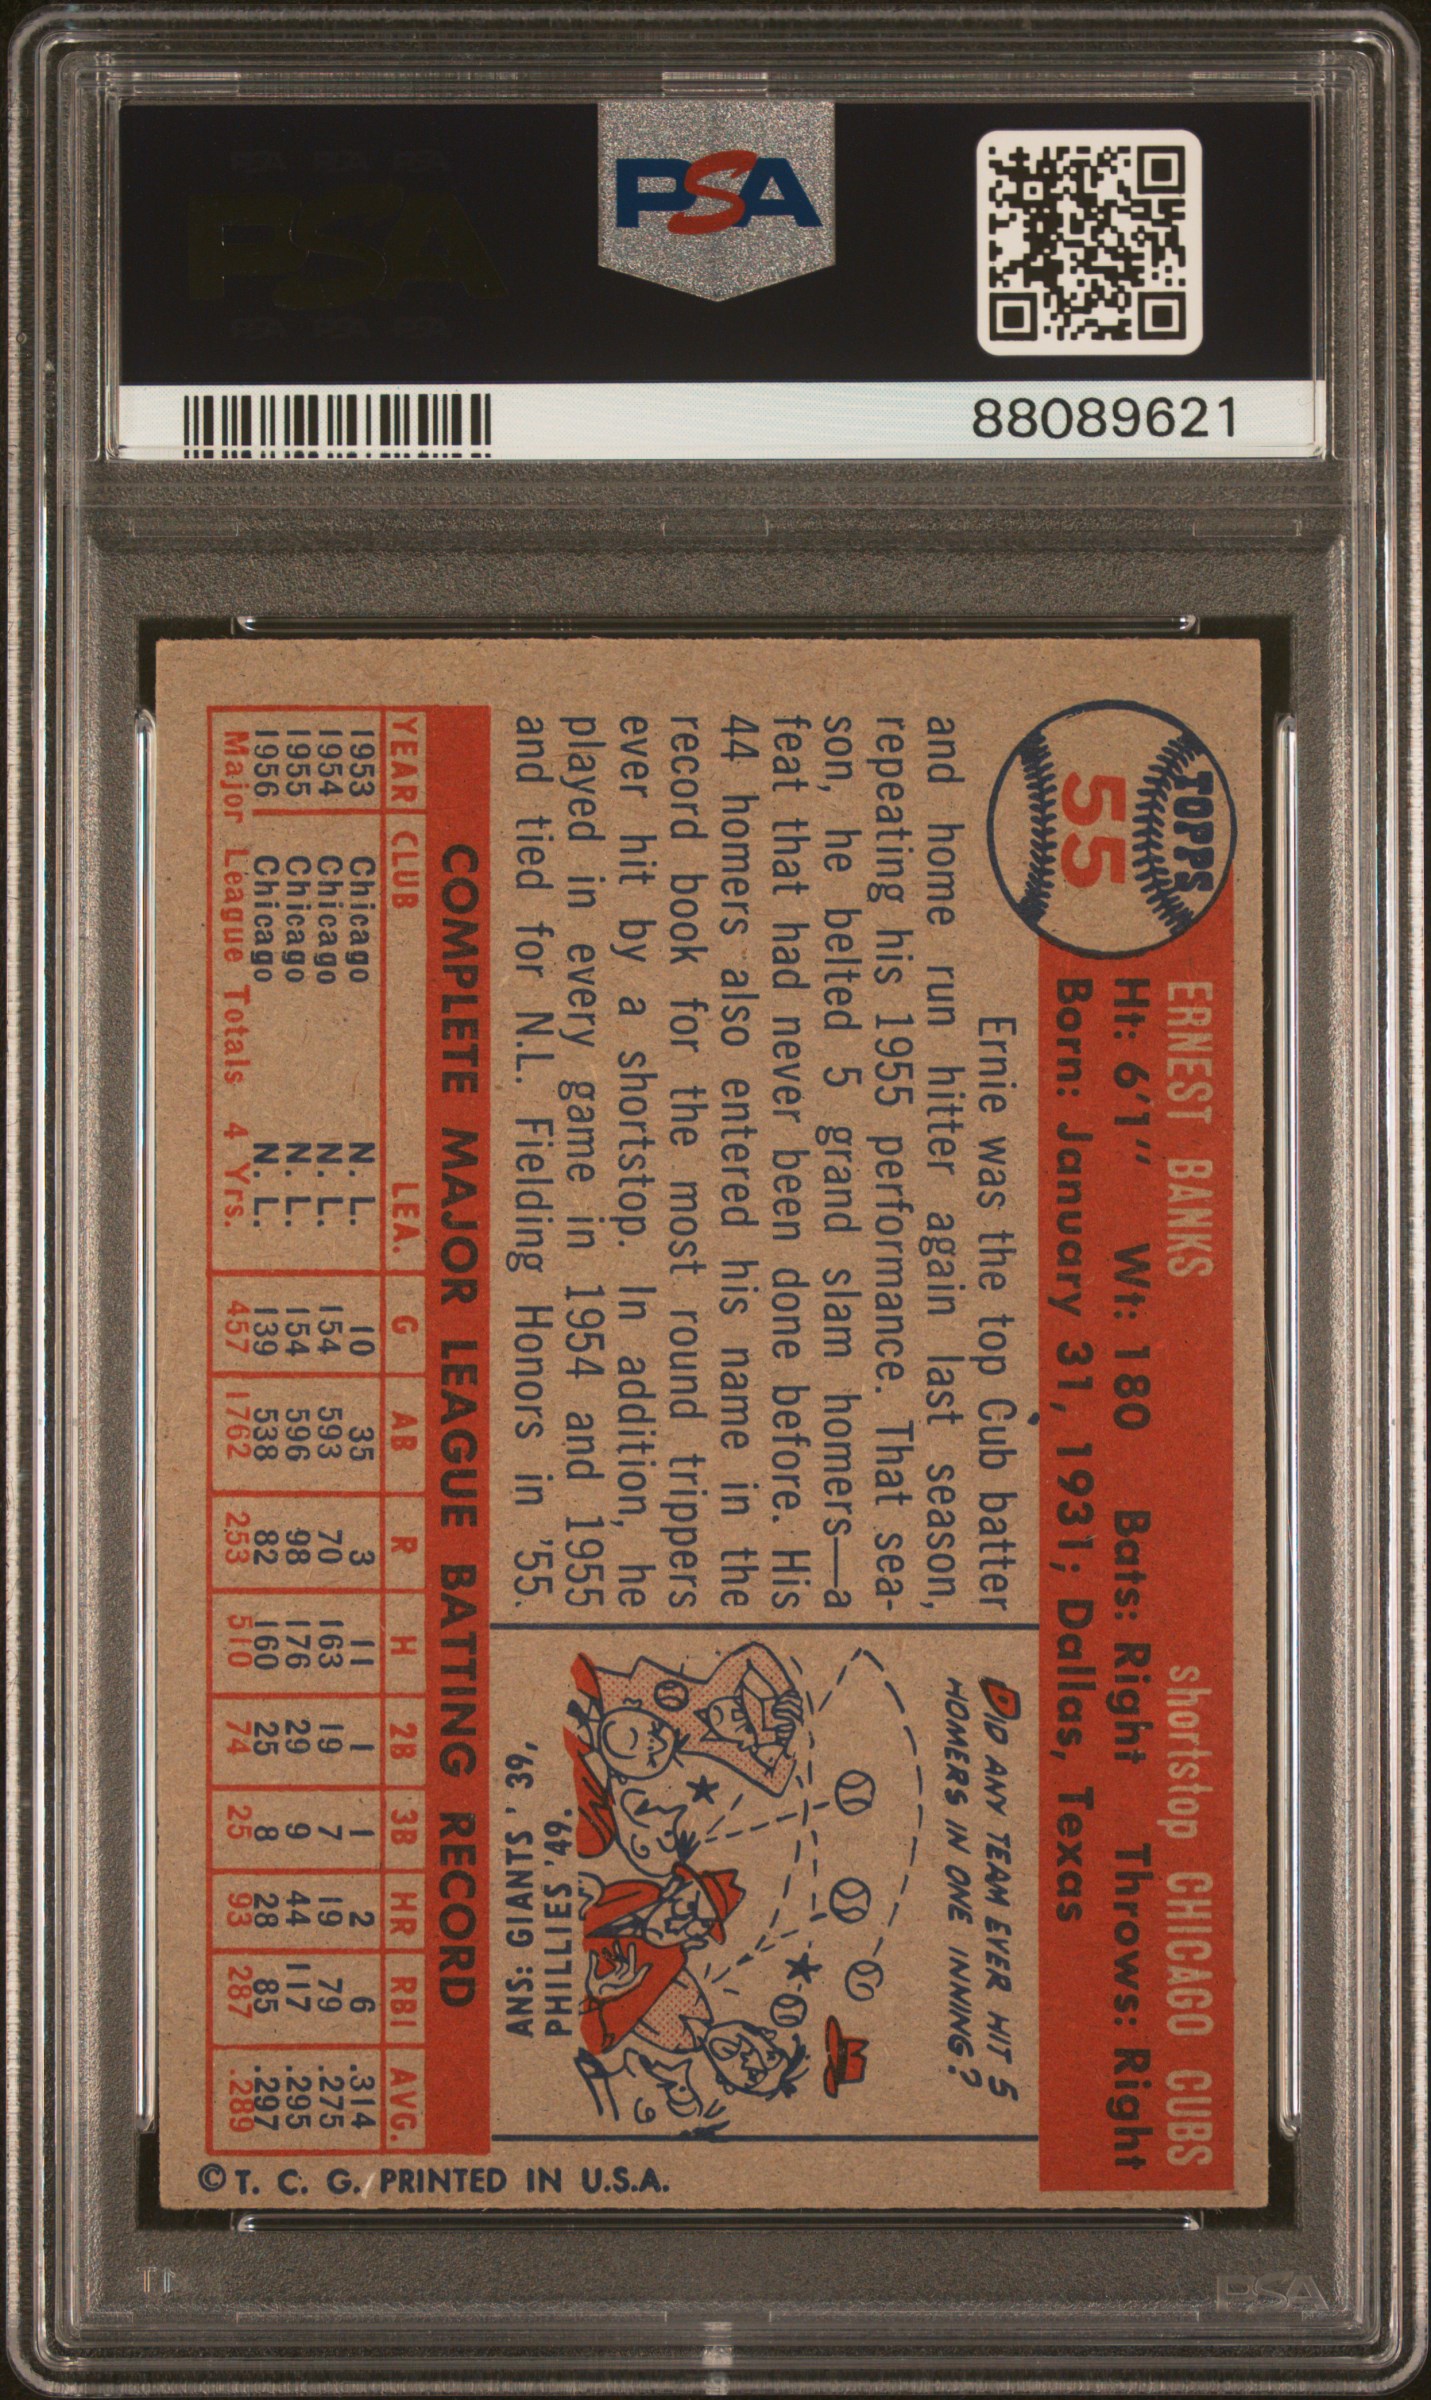 PSA
88089621
TOPPS
55
ERNEST BANKS shortstop CHICAGO CUBS
Ht: 6'1" Wt: 180 Bats: Right Throws: Right
Born: January 31, 1931; Dallas, Texas
Ernie was the top Cub batter
and home run hitter again last season,
repeating his 1955 performance. That sea-
son, he belted 5 grand slam homers—a
feat that had never been done before. His
44 homers also entered his name in the
record book for the most round trippers
ever hit by a shortstop. In addition, he
played in every game in 1954 and 1955
and tied for N.L. Fielding Honors in '55.
DID ANY TEAM EVER HIT 5
HOMERS IN ONE INNING?
ANS: GIANTS, '39,
PHILLIES, '49.
COMPLETE MAJOR LEAGUE BATTING RECORD
YEAR CLUB LEA. G AB R H 2B 3B HR RBI AVG.
1953 Chicago N. L. 10 35 3 11 1 1 2 6 .314
1954 Chicago N. L. 154 593 70 163 19 7 19 79 .275
1955 Chicago N. L. 154 596 98 176 29 9 44 117 .295
1956 Chicago N. L. 139 538 82 160 25 8 28 85 .297
Major League Totals 4 Yrs. 457 1762 253 510 74 25 93 287 .289
© T. C. G. PRINTED IN U.S.A.
PSA